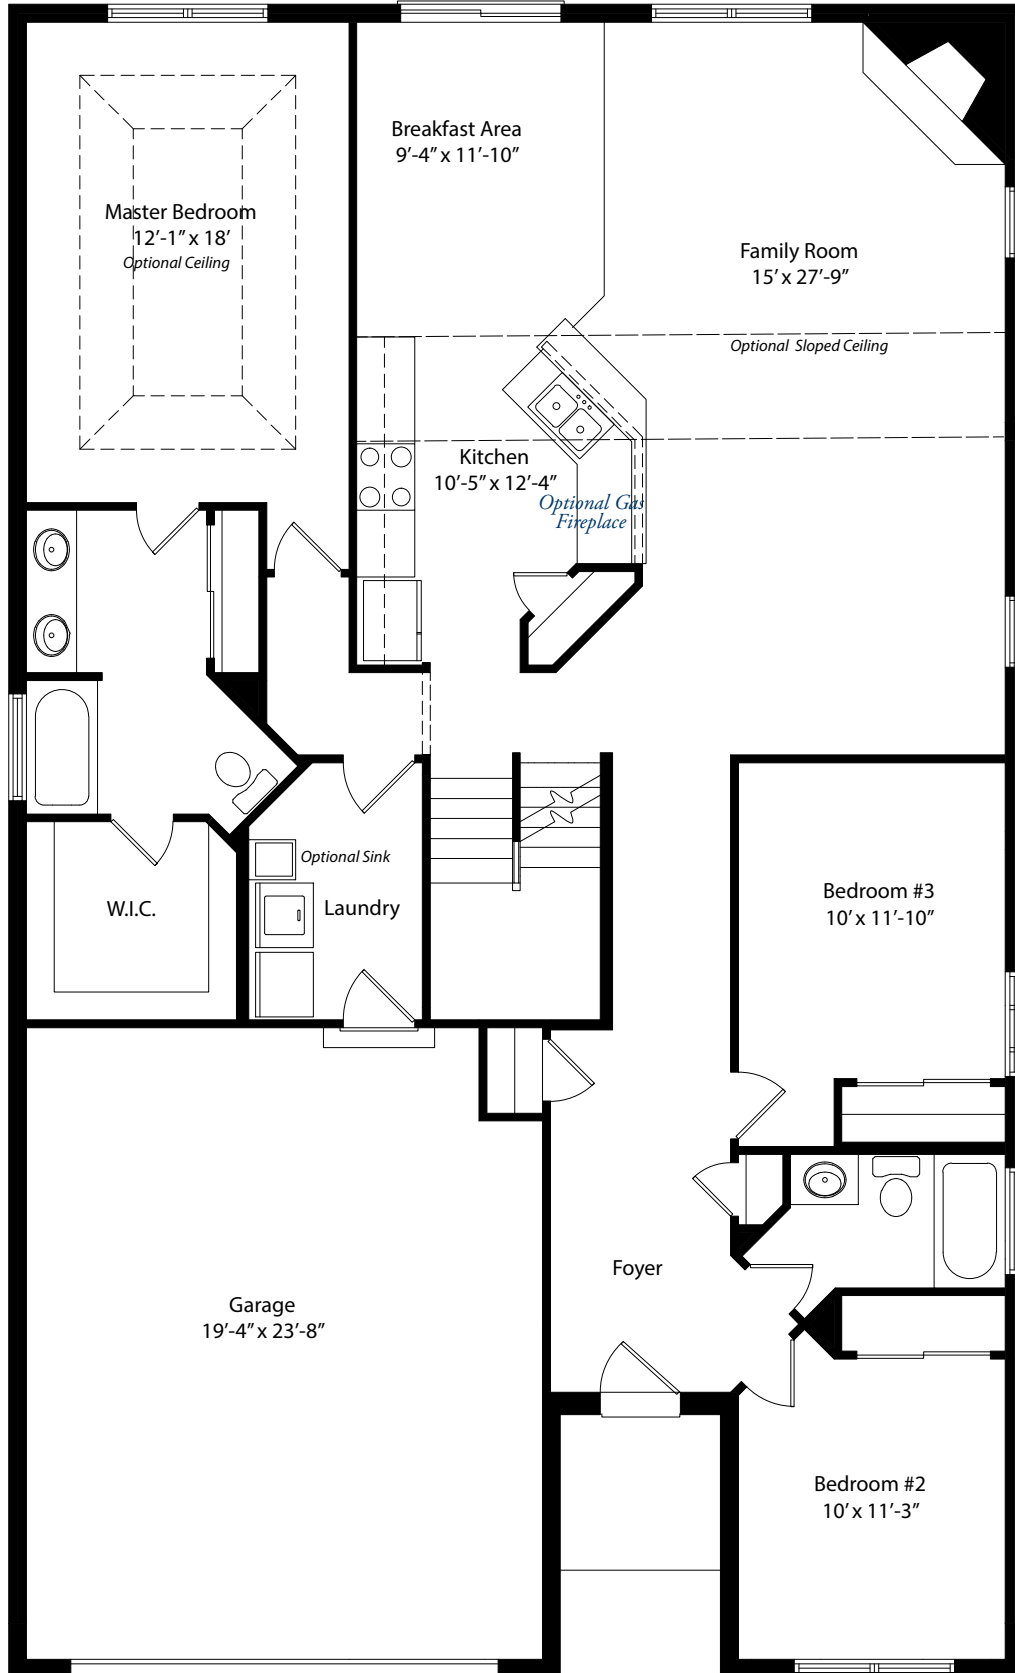 Breakfast Area
9’-4” x 11’-10”
Master Bedroom
12’-1” x 18’
Optional Ceiling
Family Room
15’ x 27’-9”
Optional Sloped Ceiling
Kitchen
10’-5” x 12’-4”
Optional Gas
Fireplace
Optional Sink
Laundry
W.I.C.
Bedroom #3
10’ x 11’-10”
Foyer
Garage
19’-4” x 23’-8”
Bedroom #2
10’ x 11’-3”